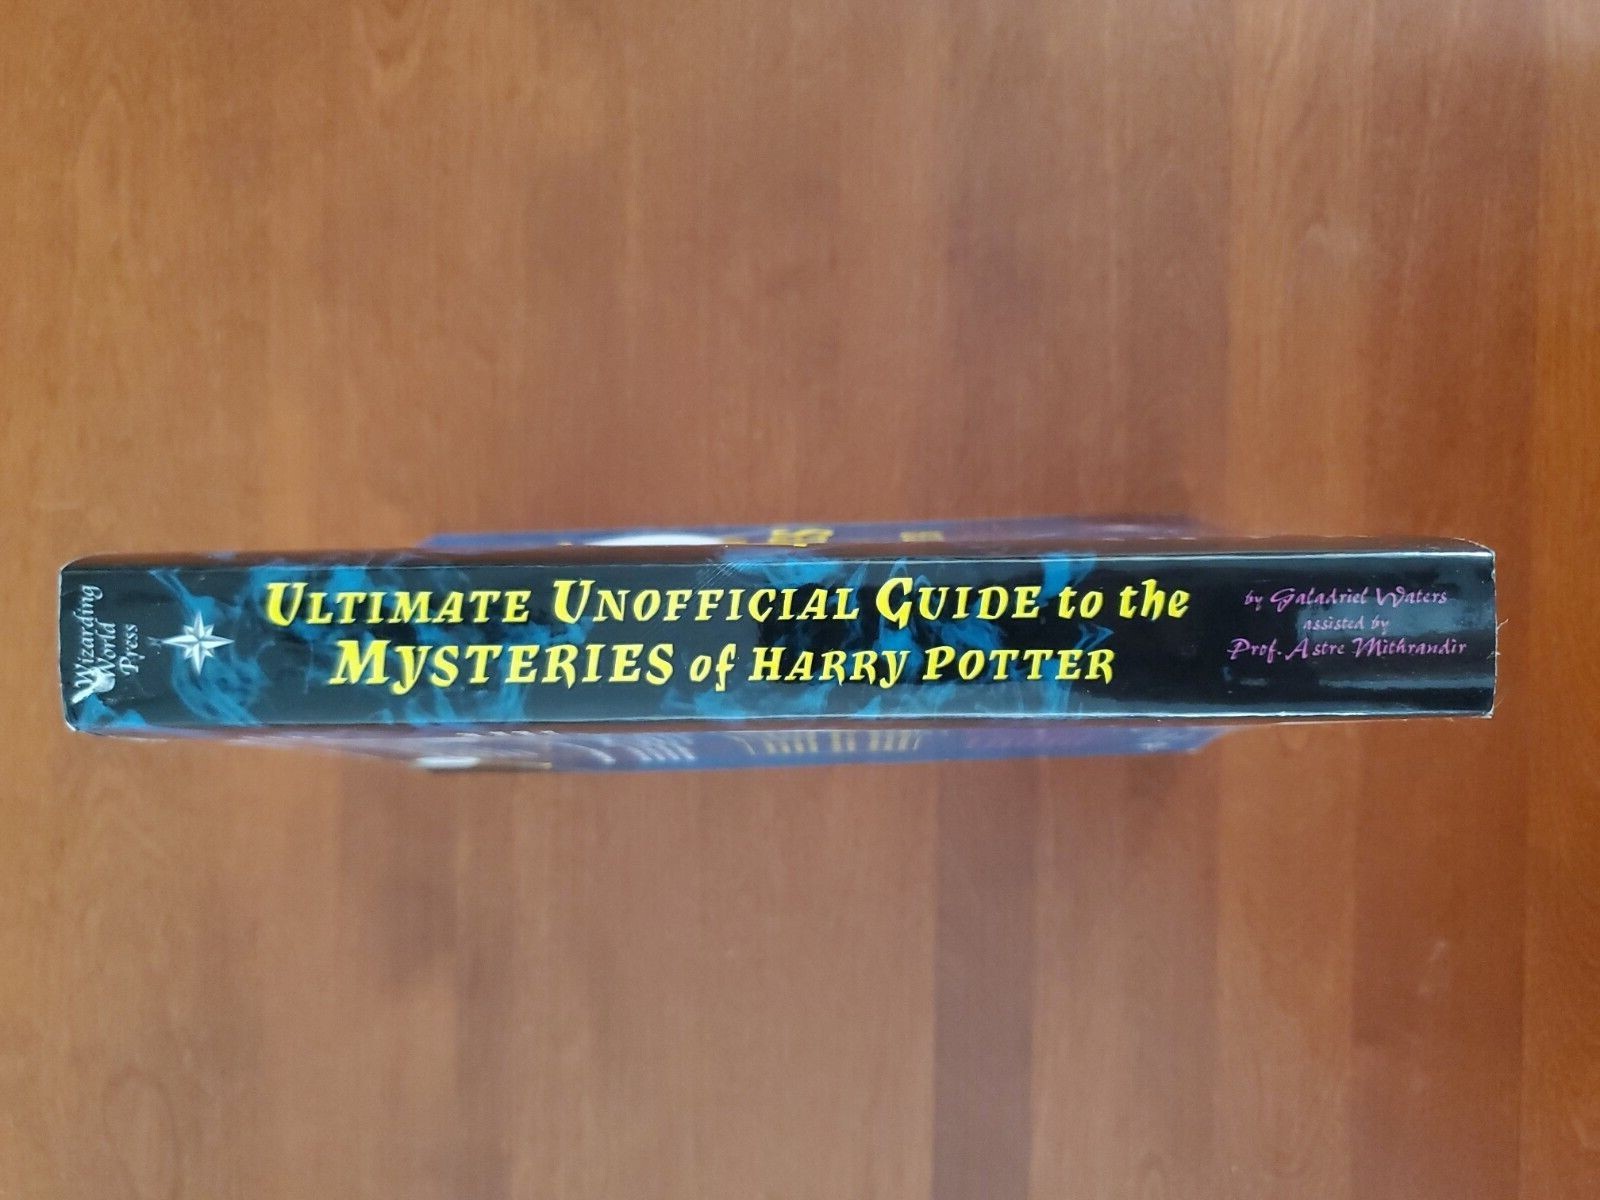 Wizarding
World
Press
ULTIMATE UNOFFICIAL GUIDE to the
MYSTERIES of HARRY POTTER
by Galadriel Waters
assisted by
Prof. Astre Mithrandir